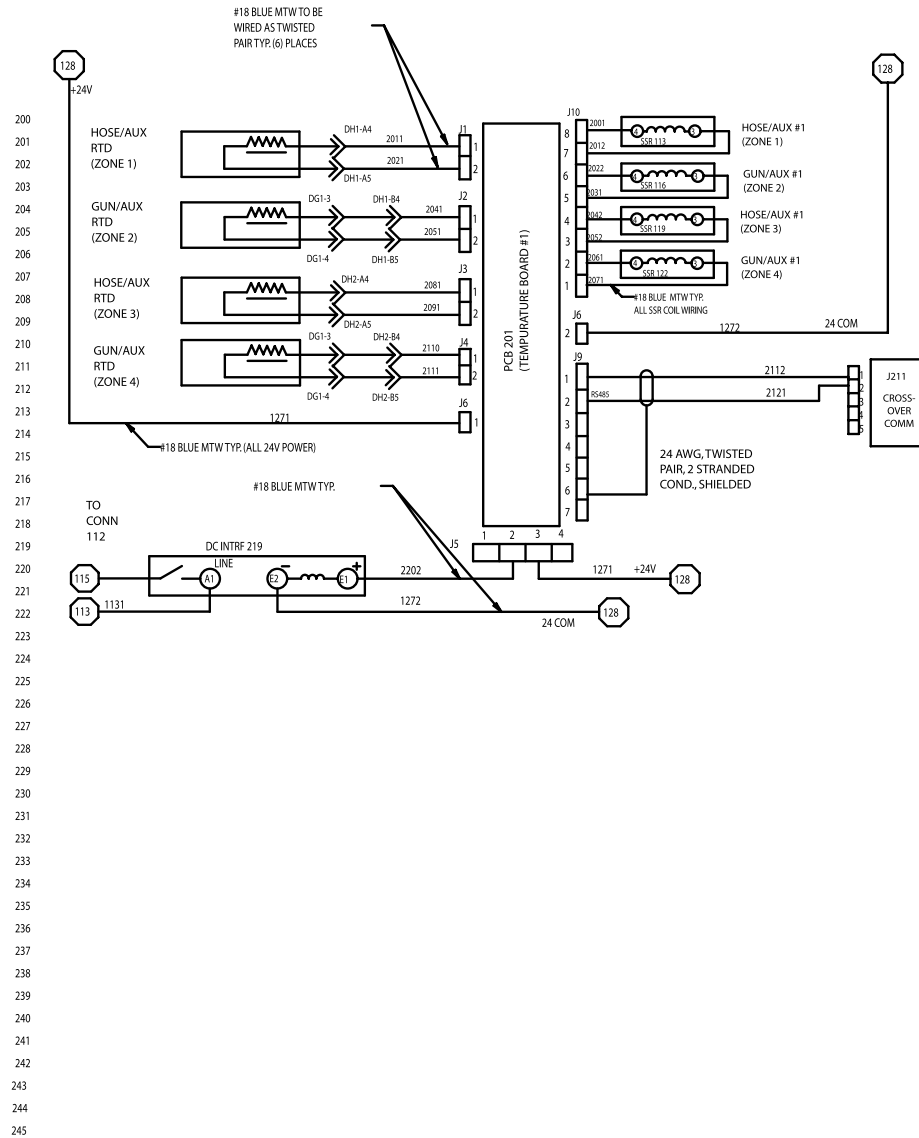 #18 BLUE MTW TO BE
WIRED AS TWISTED
PAIR TYP. (6) PLACES
128
+24V
128
200
201
202
203
204
205
206
207
208
209
210
211
212
213
214
215
216
217
218
219
220
221
222
223
224
225
226
227
228
229
230
231
232
233
234
235
236
237
238
239
240
241
242
243
244
245
HOSE/AUX
RTD
(ZONE 1)
DH1-A4
2011
2021
DH1-A5
J1
1
2
GUN/AUX
RTD
(ZONE 2)
DG1-3
DH1-B4
2041
2051
DG1-4
DH1-B5
J2
1
2
HOSE/AUX
RTD
(ZONE 3)
DH2-A4
2081
2091
DH2-A5
J3
1
2
GUN/AUX
RTD
(ZONE 4)
DG1-3
DH2-B4
2110
2111
DG1-4
DH2-B5
J4
1
2
J6
1
1271
#18 BLUE MTW TYP. (ALL 24V POWER)
PCB 201
(TEMPURATURE BOARD #1)
J10
8
7
6
5
4
3
2
1
2001
2012
2022
2031
2042
2052
2061
2071
4
3
SSR 113
HOSE/AUX #1
(ZONE 1)
4
3
SSR 116
GUN/AUX #1
(ZONE 2)
4
3
SSR 119
HOSE/AUX #1
(ZONE 3)
4
3
SSR 122
GUN/AUX #1
(ZONE 4)
#18 BLUE MTW TYP.
ALL SSR COIL WIRING
J6
2
1272
24 COM
J9
1
2
3
4
5
6
7
RS485
2112
2121
1
2
3
4
5
J211
CROSS-
OVER
COMM
24 AWG, TWISTED
PAIR, 2 STRANDED
COND., SHIELDED
#18 BLUE MTW TYP.
TO
CONN
112
DC INTRF 219
LINE
115
A1
E2
−
E1
+
2202
J5
1
2
3
4
1271
+24V
128
113
1131
1272
128
24 COM